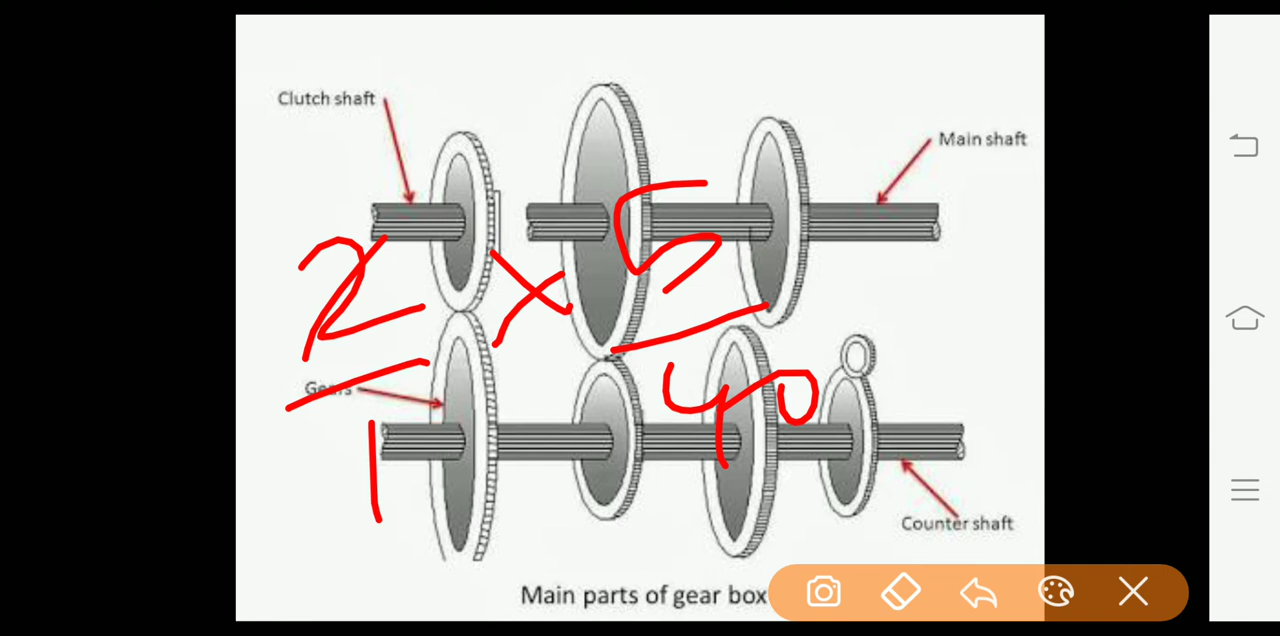 Clutch shaft
Main shaft
2 × 5
Gears
1 40
Counter shaft
Main parts of gear box